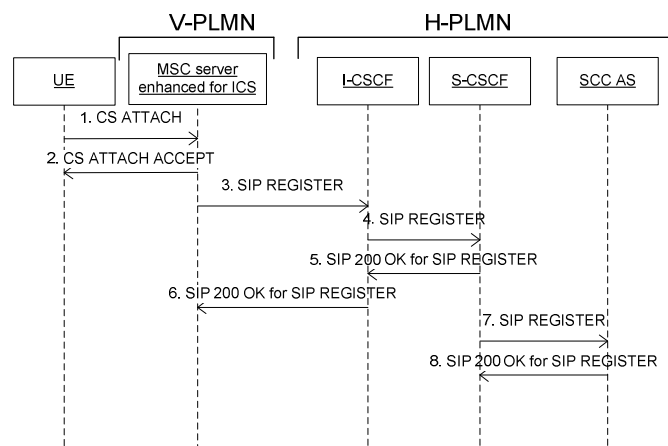 V-PLMN
H-PLMN
UE
MSC server
enhanced for ICS
I-CSCF
S-CSCF
SCC AS
1. CS ATTACH
2. CS ATTACH ACCEPT
3. SIP REGISTER
4. SIP REGISTER
5. SIP 200 OK for SIP REGISTER
6. SIP 200 OK for SIP REGISTER
7. SIP REGISTER
8. SIP 200 OK for SIP REGISTER